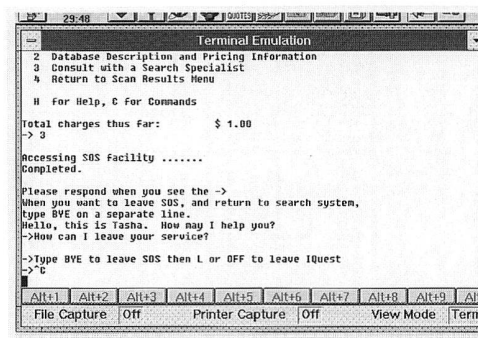 29:48 QUOTES
Terminal Emulation
2 Database Description and Pricing Information
3 Consult with a Search Specialist
4 Return to Scan Results Menu
H for Help, C for Commands
Total charges thus far: $ 1.00
-> 3
Accessing SOS facility .......
Completed.
Please respond when you see the ->
When you want to leave SOS, and return to search system,
type BYE on a separate line.
Hello, this is Tasha. How may I help you?
->How can I leave your service?
->Type BYE to leave SOS then L or OFF to leave IQuest
->^C
Alt+1 Alt+2 Alt+3 Alt+4 Alt+5 Alt+6 Alt+7 Alt+8 Alt+9 Al
File Capture Off Printer Capture Off View Mode Term